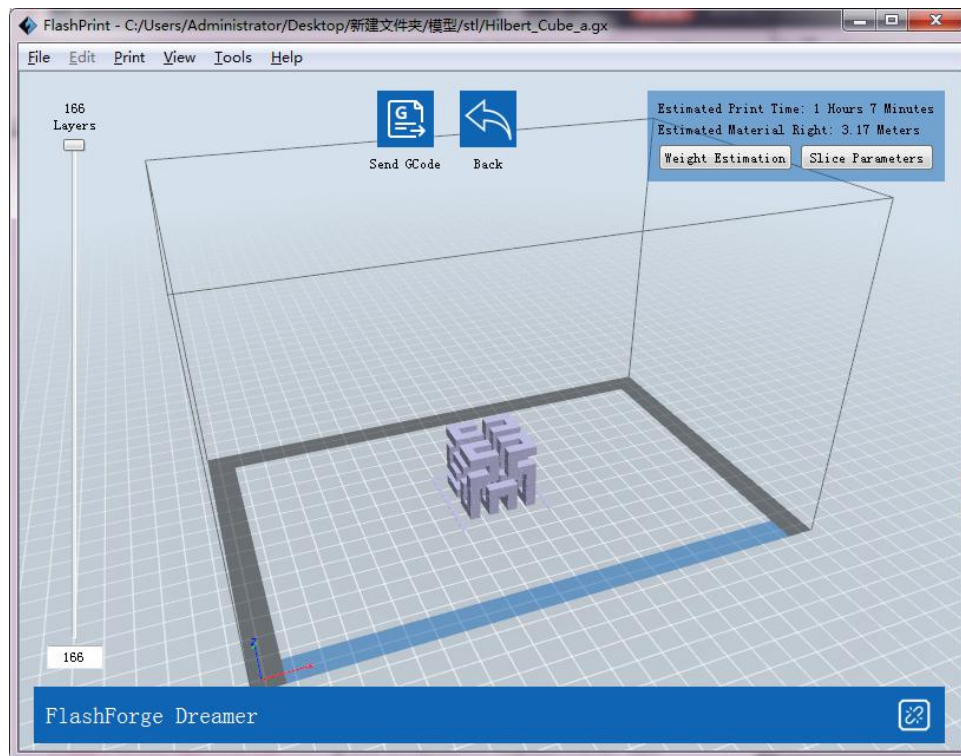 FlashPrint - C:/Users/Administrator/Desktop/新建文件夹/模型/stl/Hilbert_Cube_a.gx
File Edit Print View Tools Help
166
Layers
G
Send GCode
Back
Estimated Print Time: 1 Hours 7 Minutes
Estimated Material Right: 3.17 Meters
Weight Estimation Slice Parameters
166
FlashForge Dreamer